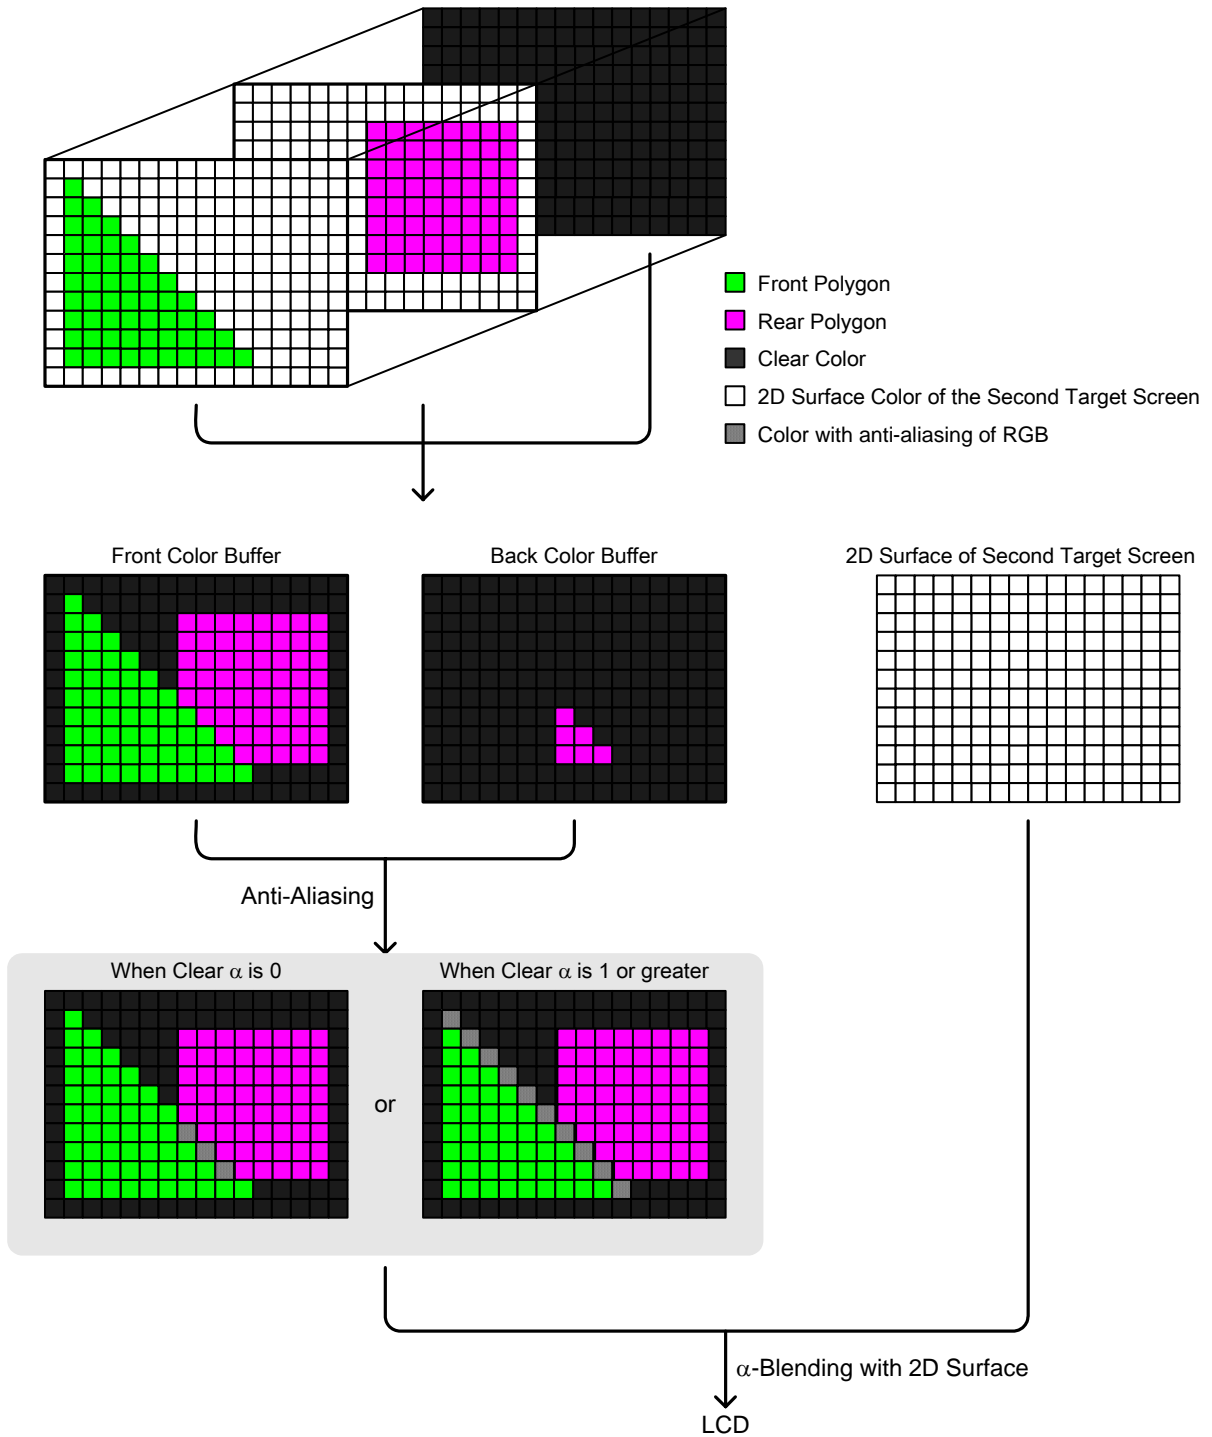 Front Polygon
Rear Polygon
Clear Color
2D Surface Color of the Second Target Screen
Color with anti-aliasing of RGB
Front Color Buffer
Back Color Buffer
2D Surface of Second Target Screen
Anti-Aliasing
When Clear α is 0
When Clear α is 1 or greater
or
α-Blending with 2D Surface
LCD